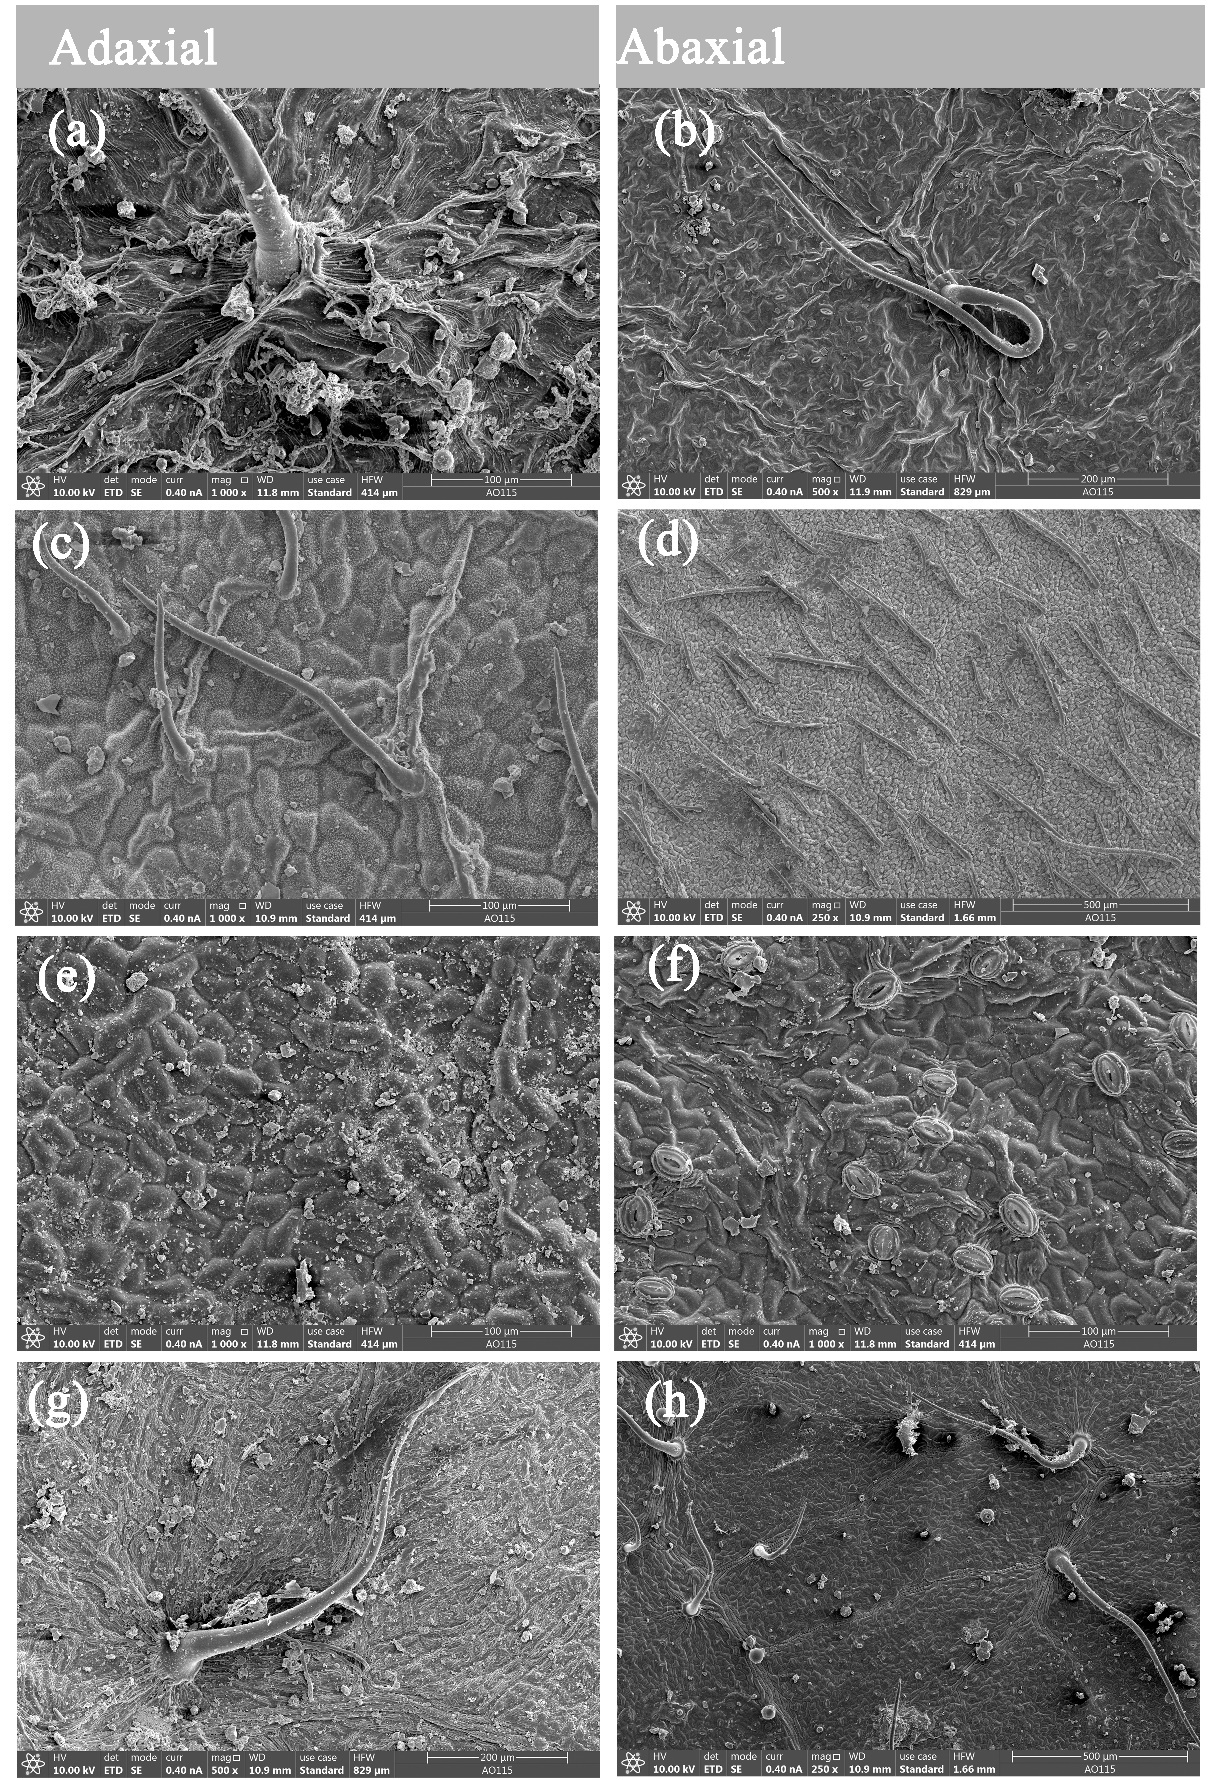 Adaxial
Abaxial
(a)
(b)
HV det mode curr mag □ WD use case HFW 100 µm
10.00 kV ETD SE 0.40 nA 1 000 x 11.8 mm Standard 414 µm AO115
HV det mode curr mag □ WD use case HFW 200 µm
10.00 kV ETD SE 0.40 nA 500 x 11.9 mm Standard 829 µm AO115
(c)
(d)
HV det mode curr mag □ WD use case HFW 100 µm
10.00 kV ETD SE 0.40 nA 1 000 x 10.9 mm Standard 414 µm AO115
HV det mode curr mag □ WD use case HFW 500 µm
10.00 kV ETD SE 0.40 nA 250 x 10.9 mm Standard 1.66 mm AO115
(e)
(f)
HV det mode curr mag □ WD use case HFW 100 µm
10.00 kV ETD SE 0.40 nA 1 000 x 11.8 mm Standard 414 µm AO115
HV det mode curr mag □ WD use case HFW 100 µm
10.00 kV ETD SE 0.40 nA 1 000 x 11.8 mm Standard 414 µm AO115
(g)
(h)
HV det mode curr mag □ WD use case HFW 200 µm
10.00 kV ETD SE 0.40 nA 500 x 10.9 mm Standard 829 µm AO115
HV det mode curr mag □ WD use case HFW 500 µm
10.00 kV ETD SE 0.40 nA 250 x 10.9 mm Standard 1.66 mm AO115